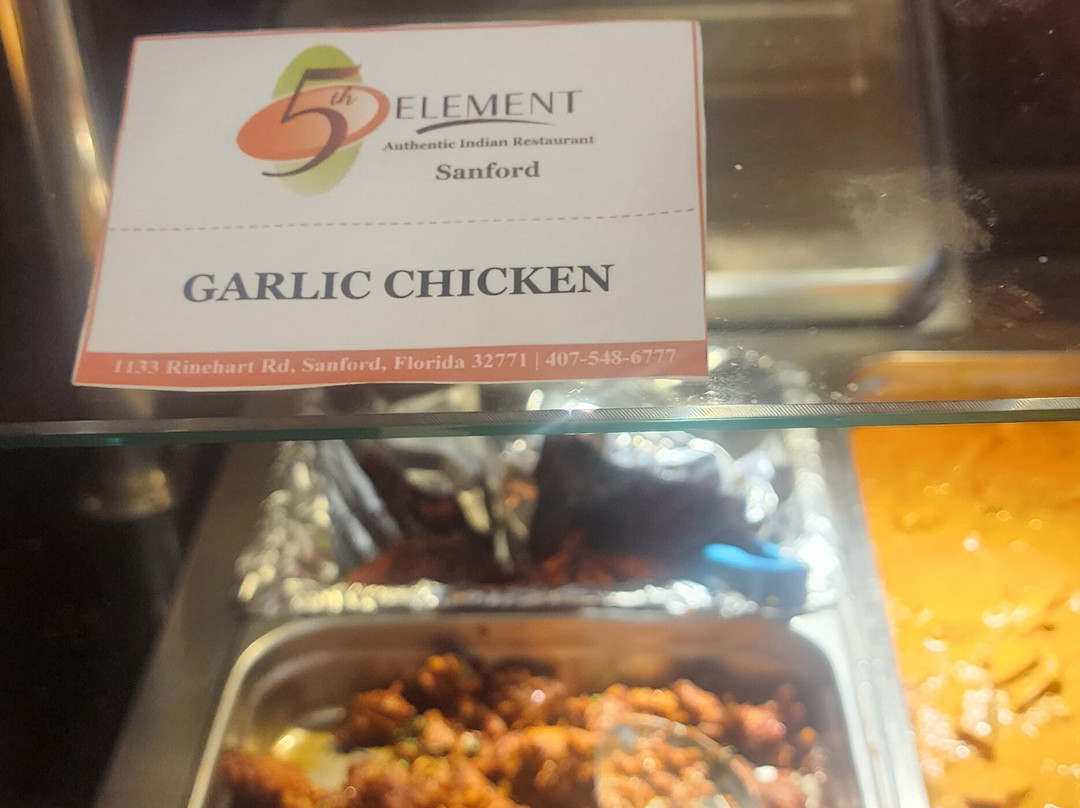 5th ELEMENT
Authentic Indian Restaurant
Sanford
GARLIC CHICKEN
1133 Rinehart Rd, Sanford, Florida 32771 | 407-548-6777